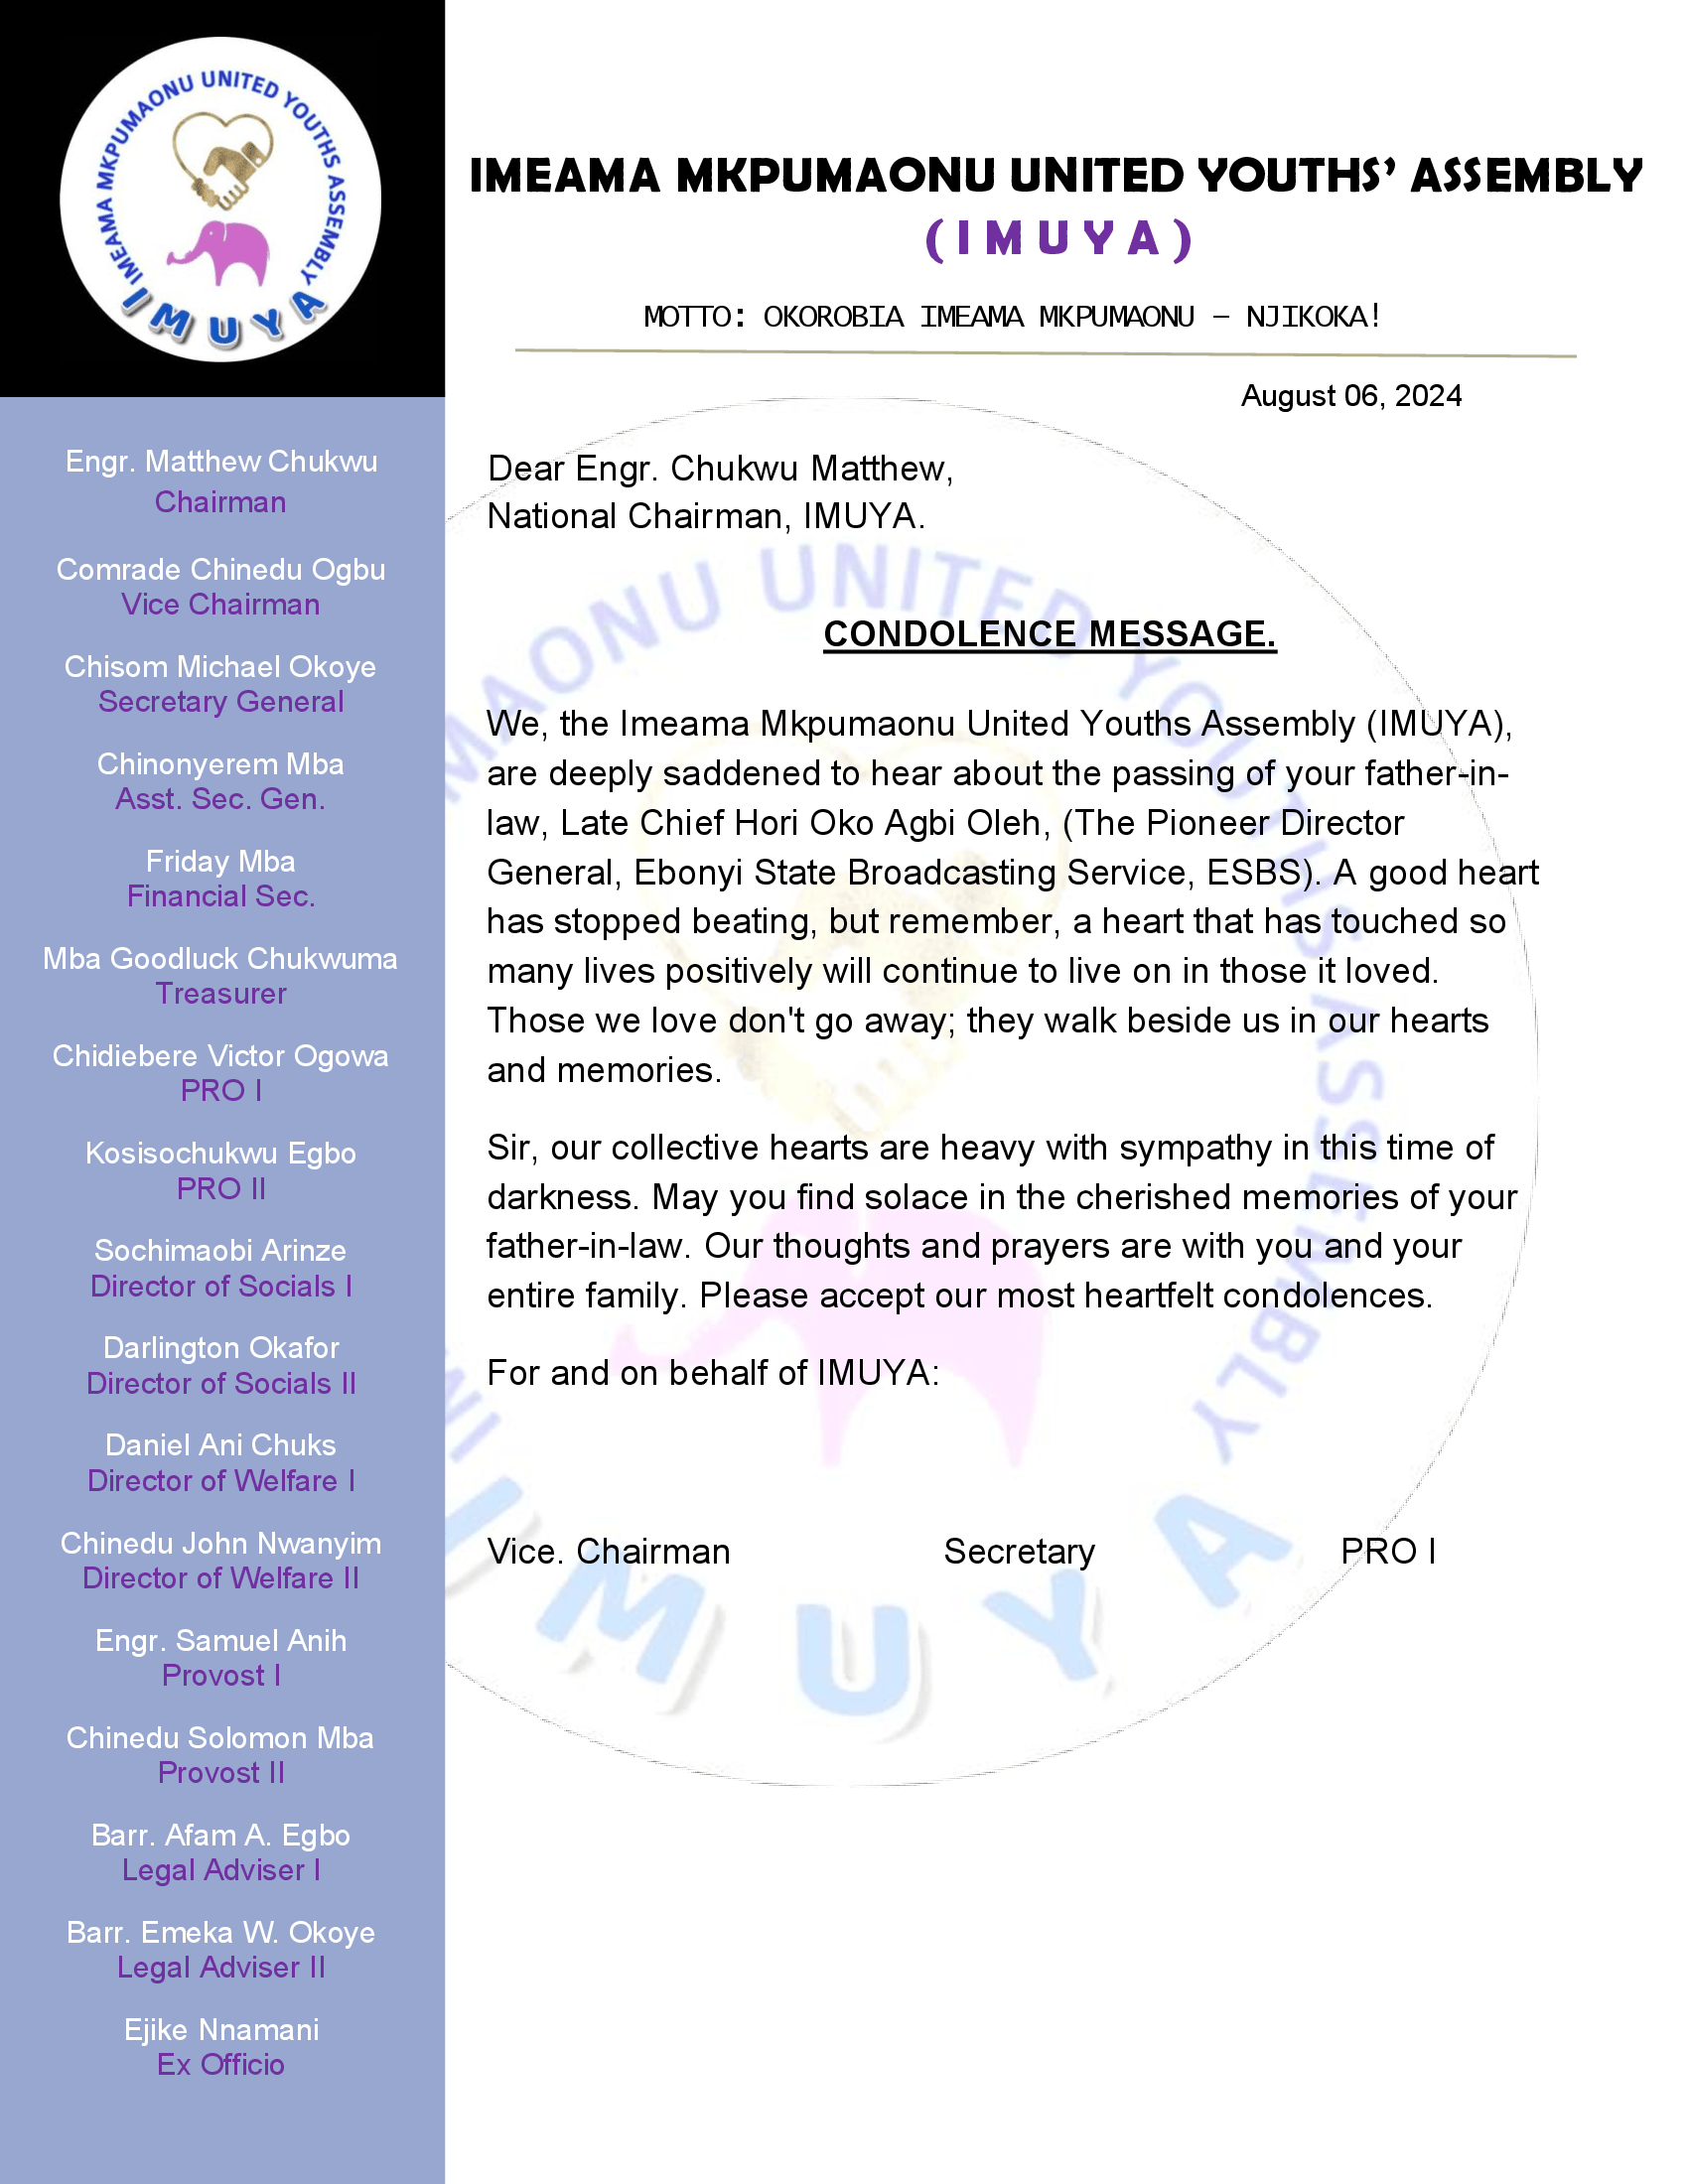 IMEAMA MKPUMAONU UNITED YOUTHS ASSEMBLY
IMUYA
Engr. Matthew Chukwu
Chairman
Comrade Chinedu Ogbu
Vice Chairman
Chisom Michael Okoye
Secretary General
Chinonyerem Mba
Asst. Sec. Gen.
Friday Mba
Financial Sec.
Mba Goodluck Chukwuma
Treasurer
Chidiebere Victor Ogowa
PRO I
Kosisochukwu Egbo
PRO II
Sochimaobi Arinze
Director of Socials I
Darlington Okafor
Director of Socials II
Daniel Ani Chuks
Director of Welfare I
Chinedu John Nwanyim
Director of Welfare II
Engr. Samuel Anih
Provost I
Chinedu Solomon Mba
Provost II
Barr. Afam A. Egbo
Legal Adviser I
Barr. Emeka W. Okoye
Legal Adviser II
Ejike Nnamani
Ex Officio
IMEAMA MKPUMAONU UNITED YOUTHS’ ASSEMBLY
(IMUYA)
MOTTO: OKOROBIA IMEAMA MKPUMAONU – NJIKOKA!
August 06, 2024
Dear Engr. Chukwu Matthew,
National Chairman, IMUYA.
CONDOLENCE MESSAGE.
We, the Imeama Mkpumaonu United Youths Assembly (IMUYA),
are deeply saddened to hear about the passing of your father-in-
law, Late Chief Hori Oko Agbi Oleh, (The Pioneer Director
General, Ebonyi State Broadcasting Service, ESBS). A good heart
has stopped beating, but remember, a heart that has touched so
many lives positively will continue to live on in those it loved.
Those we love don't go away; they walk beside us in our hearts
and memories.
Sir, our collective hearts are heavy with sympathy in this time of
darkness. May you find solace in the cherished memories of your
father-in-law. Our thoughts and prayers are with you and your
entire family. Please accept our most heartfelt condolences.
For and on behalf of IMUYA:
Vice. Chairman Secretary PRO I
MAONU UNITED YOUTHS ASSEMBLY
IM
IMUYA